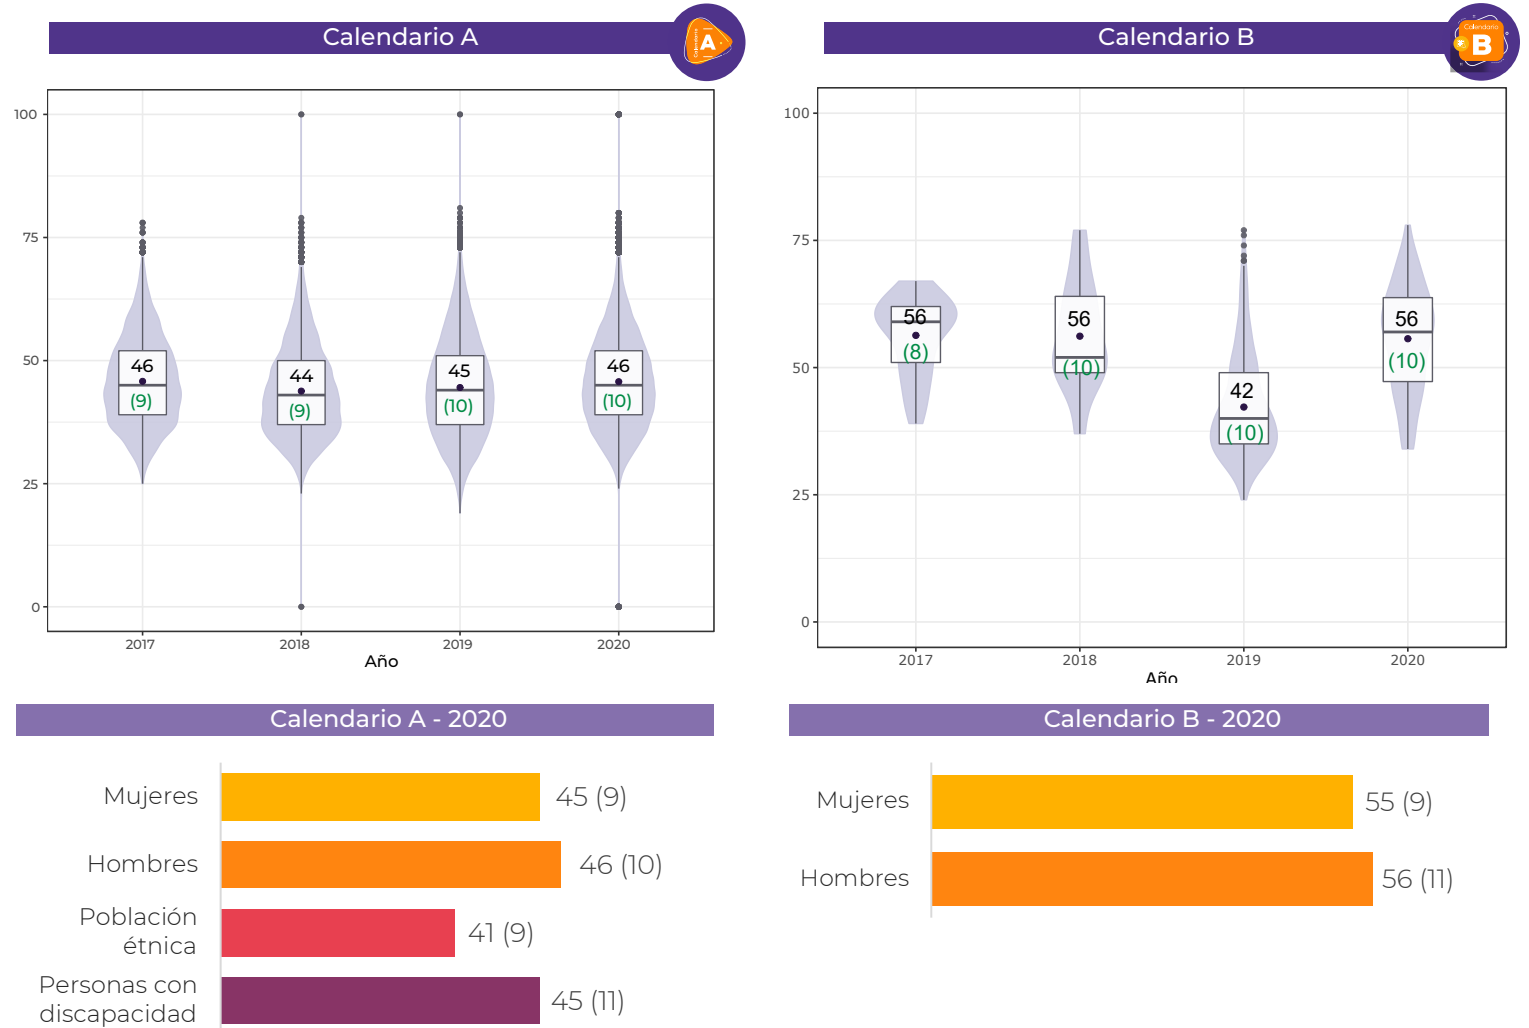 Calendario A
A
Calendario B
Calendario
B
100
75
50
25
0
46
(9)
44
(9)
45
(10)
46
(10)
2017
2018
2019
2020
Año
100
75
50
25
0
56
(8)
56
(10)
42
(10)
56
(10)
2017
2018
2019
2020
Año
Calendario A - 2020
Mujeres
45 (9)
Hombres
46 (10)
Población
étnica
41 (9)
Personas con
discapacidad
45 (11)
Calendario B - 2020
Mujeres
55 (9)
Hombres
56 (11)